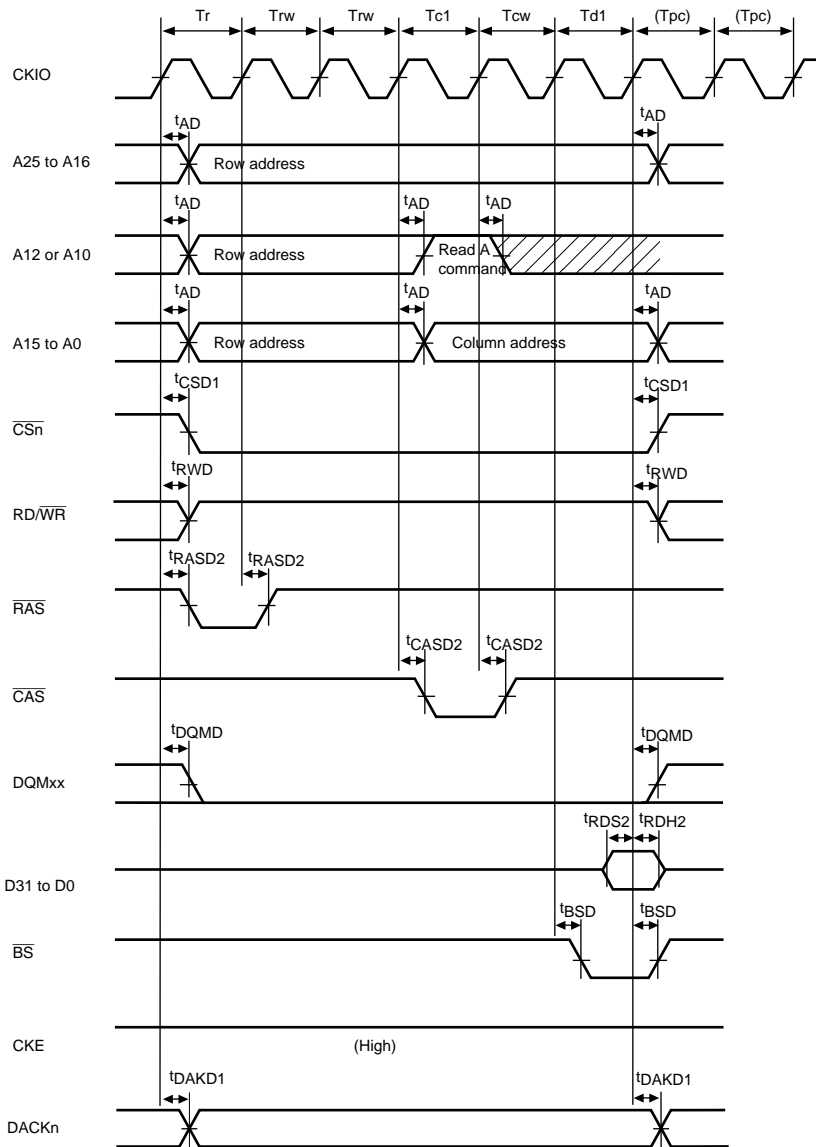 Tr Trw Trw Tc1 Tcw Td1 (Tpc) (Tpc)
CKIO
tAD tAD
A25 to A16 Row address
tAD tAD tAD
A12 or A10 Row address Read A
command
tAD tAD tAD
A15 to A0 Row address Column address
tCSD1 tCSD1
CSn
tRWD tRWD
RD/WR
tRASD2 tRASD2
RAS
tCASD2 tCASD2
CAS
tDQMD tDQMD
DQMxx
tRDS2 tRDH2
D31 to D0
tBSD tBSD
BS
CKE (High)
tDAKD1 tDAKD1
DACKn